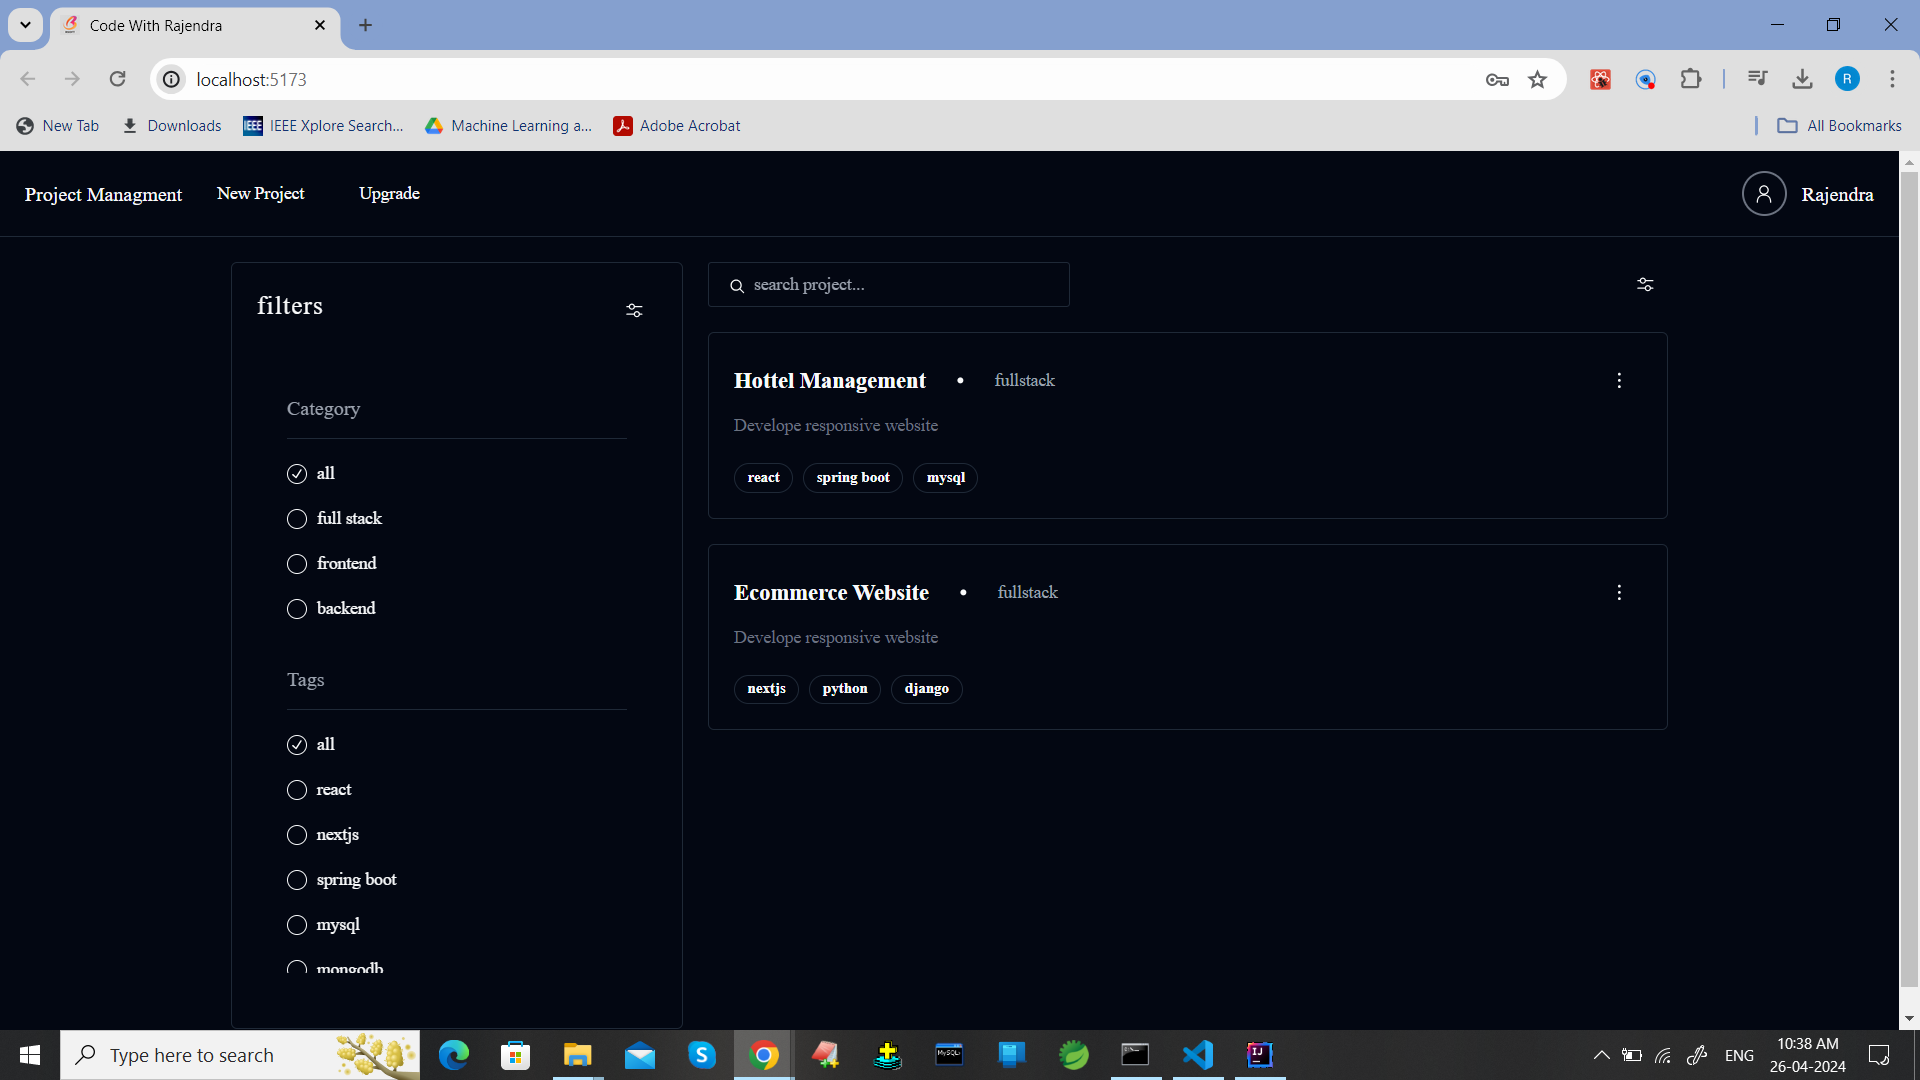 Code With Rajendra
localhost:5173
R
New Tab
Downloads
IEEE
IEEE Xplore Search...
Machine Learning a...
Adobe Acrobat
All Bookmarks
Project Managment
New Project
Upgrade
Rajendra
filters
Category
all
full stack
frontend
backend
Tags
all
react
nextjs
spring boot
mysql
mongodb
search project...
Hottel Management • fullstack
Develope responsive website
react
spring boot
mysql
Ecommerce Website • fullstack
Develope responsive website
nextjs
python
django
Type here to search
S
MySQL
IJ
ENG
10:38 AM
26-04-2024